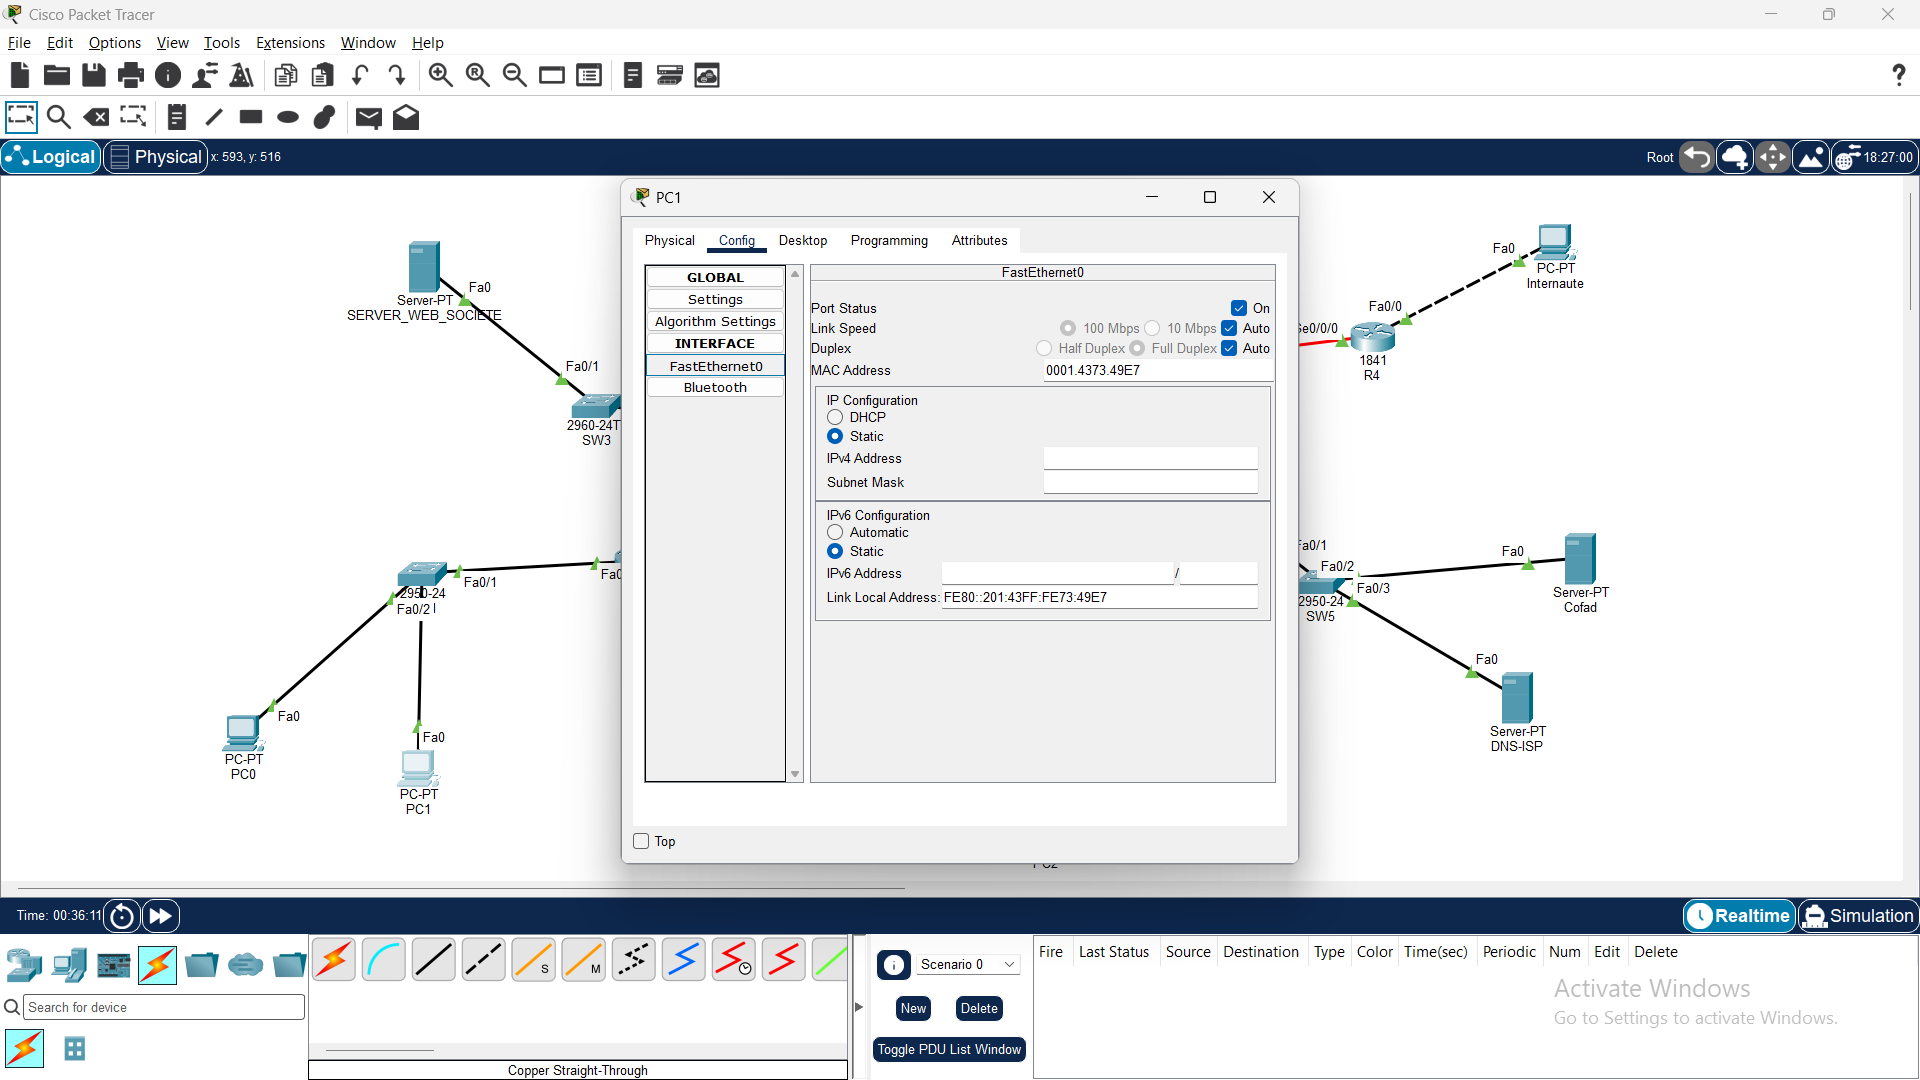 Cisco Packet Tracer
File Edit Options View Tools Extensions Window Help
Logical Physical x: 593, y: 516 Root 18:27:00
PC1
Physical Config Desktop Programming Attributes
GLOBAL
Settings
Algorithm Settings
INTERFACE
FastEthernet0
Bluetooth
FastEthernet0
Port Status On
Link Speed 100 Mbps 10 Mbps Auto
Duplex Half Duplex Full Duplex Auto
MAC Address 0001.4373.49E7
IP Configuration
DHCP
Static
IPv4 Address
Subnet Mask
IPv6 Configuration
Automatic
Static
IPv6 Address /
Link Local Address: FE80::201:43FF:FE73:49E7
Top
Fa0
Server-PT
SERVER_WEB_SOCIETE
Fa0/1
2960-24T
SW3
Fa0/1
2950-24
Fa0/2
Fa0
PC-PT
PC0
Fa0
PC-PT
PC1
Fa0
PC-PT
Internaute
Fa0/0
Se0/0/0
1841
R4
Fa0/1
Fa0/2
Fa0/3
2950-24
SW5
Fa0
Server-PT
Cofad
Fa0
Server-PT
DNS-ISP
Time: 00:36:11 Realtime Simulation
S M
Search for device
Copper Straight-Through
Scenario 0
New Delete
Toggle PDU List Window
Fire Last Status Source Destination Type Color Time(sec) Periodic Num Edit Delete
Activate Windows
Go to Settings to activate Windows.